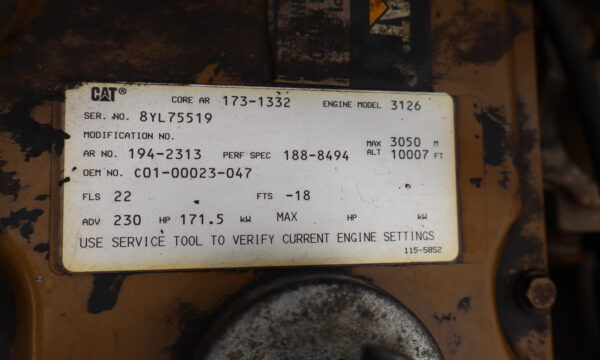 CAT® CORE AR 173-1332 ENGINE MODEL 3126
SER. NO. 8YL75519
MODIFICATION NO.
AR NO. 194-2313 PERF SPEC 188-8494 MAX ALT 3050 M 10007 FT
OEM NO. C01-00023-047
FLS 22 FTS -18
ADV 230 HP 171.5 kW MAX HP kW
USE SERVICE TOOL TO VERIFY CURRENT ENGINE SETTINGS
115-5852